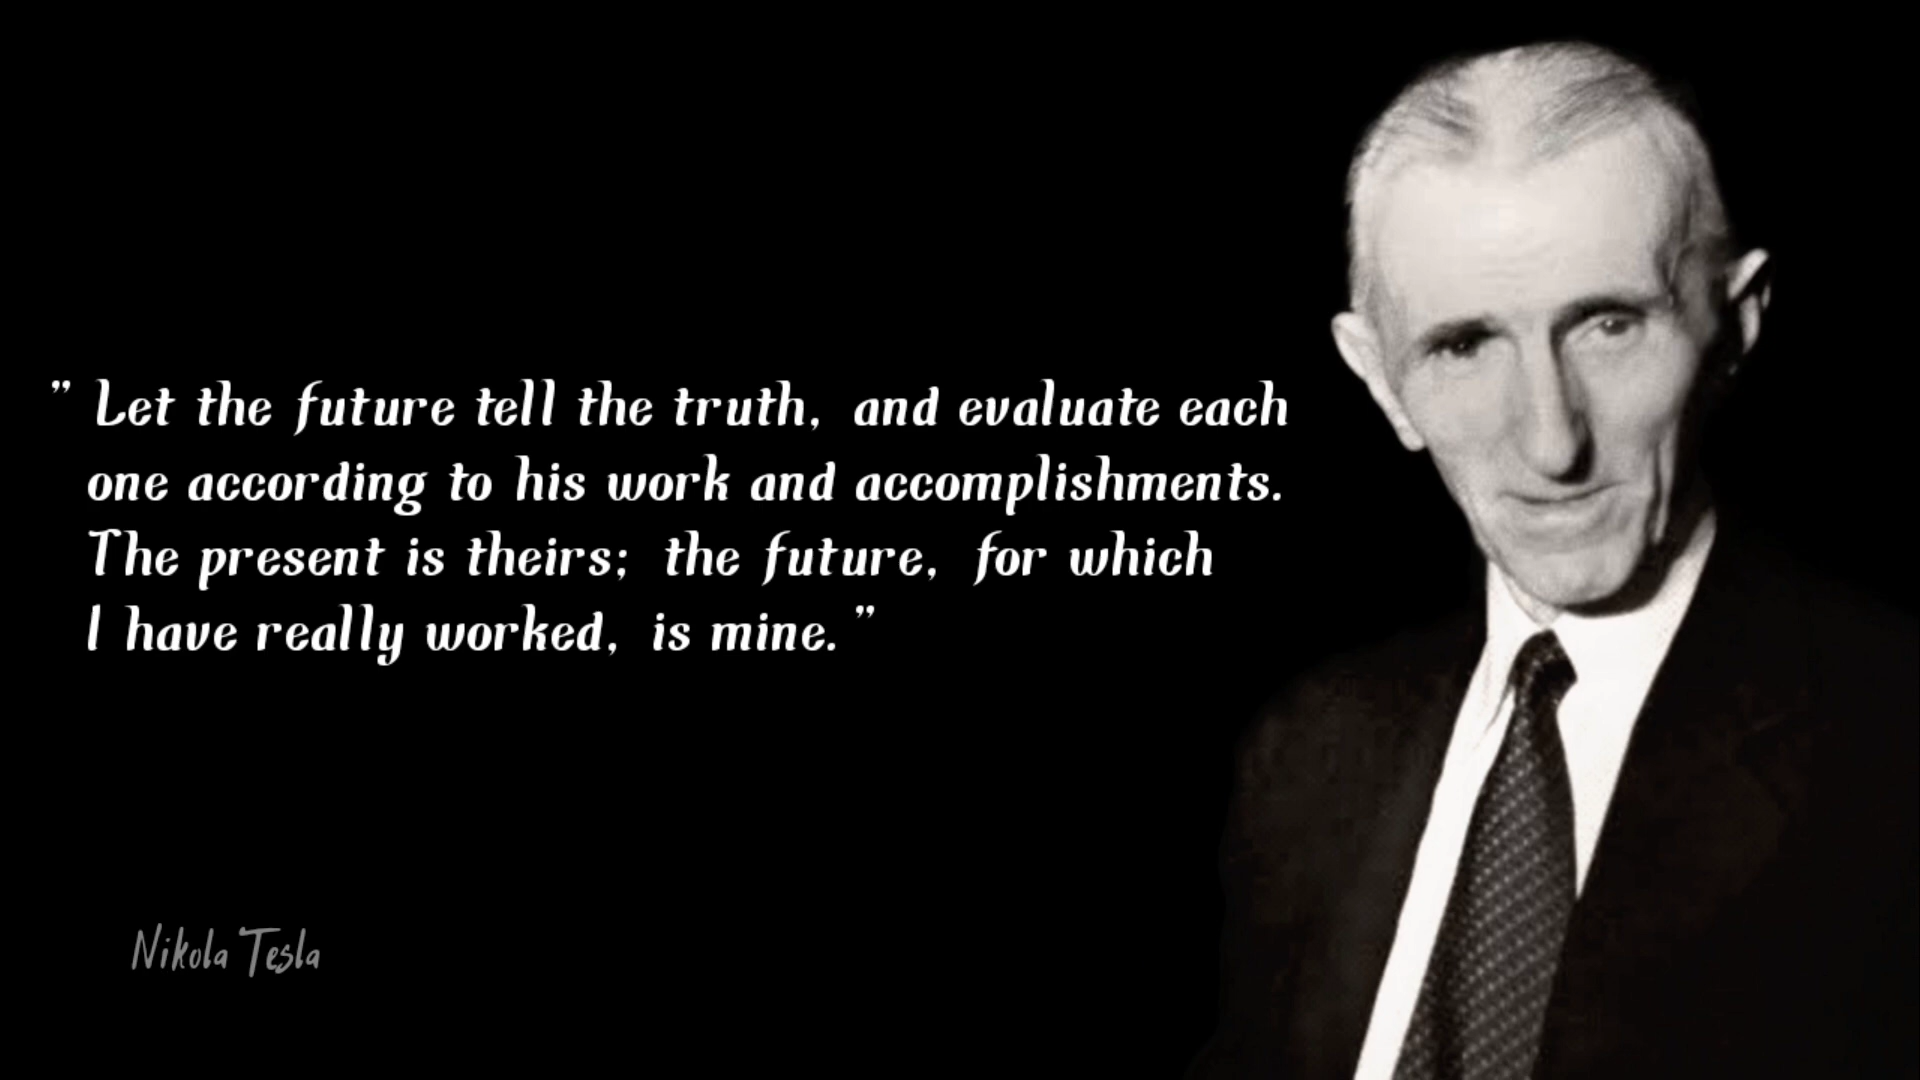 " Let the future tell the truth, and evaluate each
one according to his work and accomplishments.
The present is theirs; the future, for which
I have really worked, is mine. "
Nikola Tesla